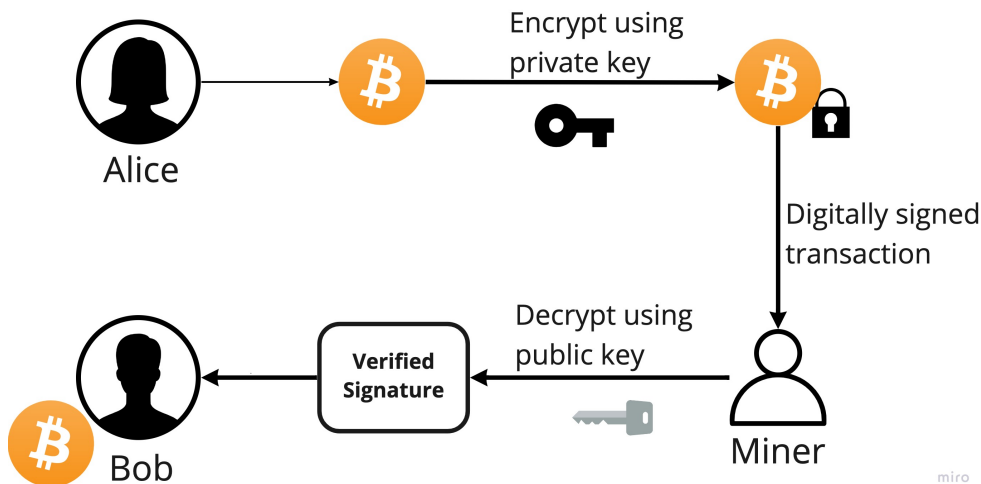 Encrypt using
private key
Alice
Digitally signed
transaction
Decrypt using
public key
Verified
Signature
Bob
Miner
miro